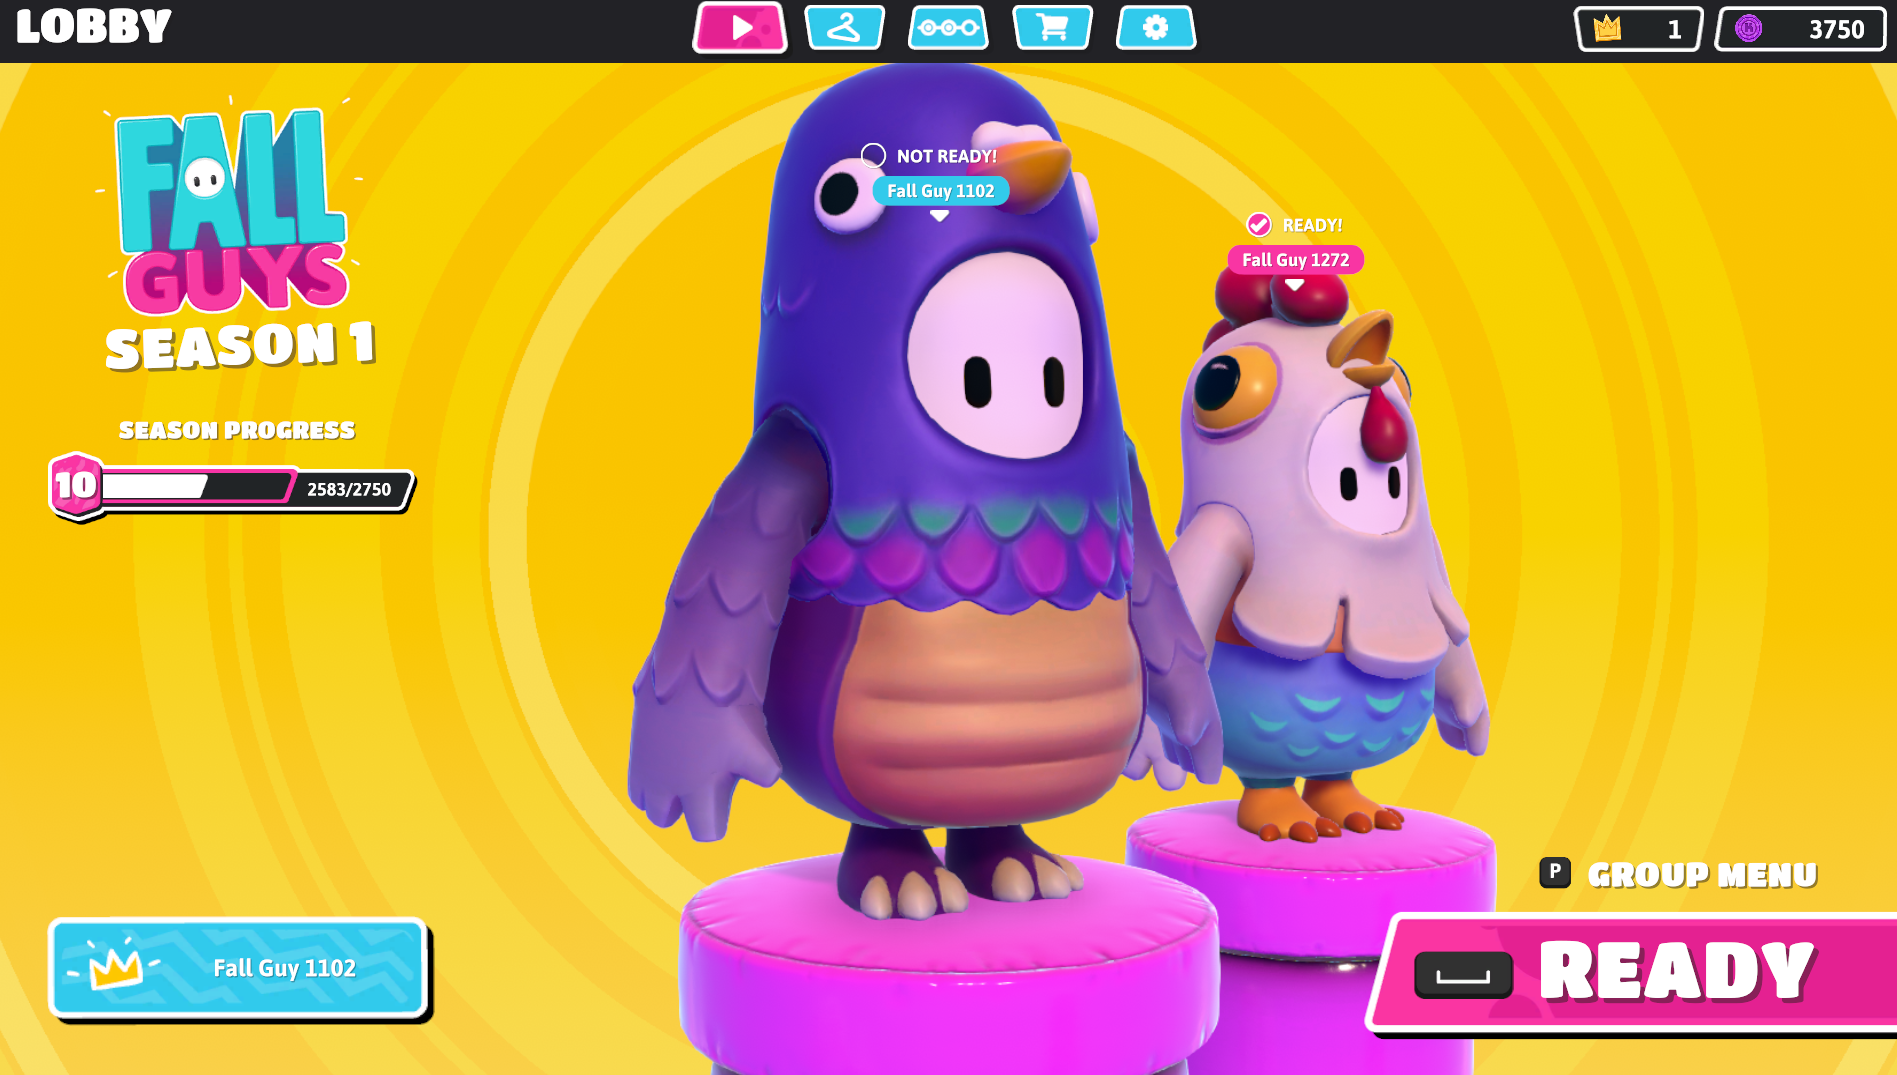 LOBBY
1
3750
FALL
GUYS
SEASON 1
SEASON PROGRESS
10
2583/2750
NOT READY!
Fall Guy 1102
READY!
Fall Guy 1272
P GROUP MENU
Fall Guy 1102
READY